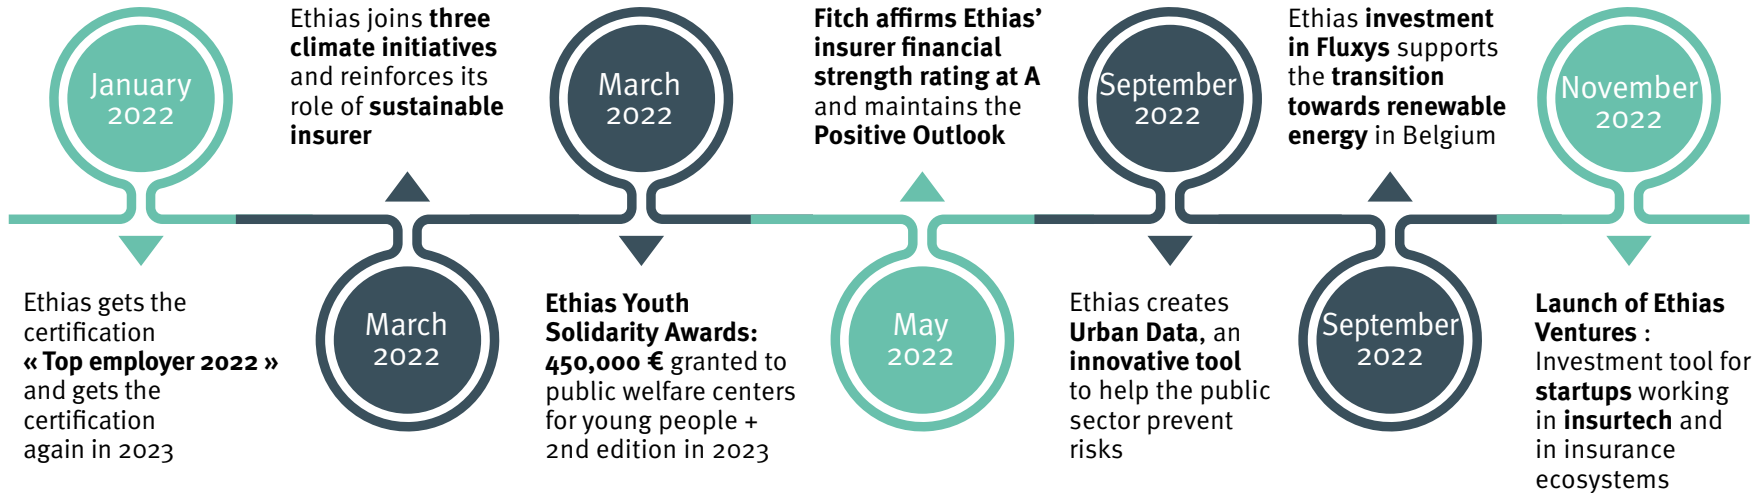 January
2022
Ethias gets the
certification
« Top employer 2022 »
and gets the
certification
again in 2023
Ethias joins three
climate initiatives
and reinforces its
role of sustainable
insurer
March
2022
March
2022
Ethias Youth
Solidarity Awards:
450,000 € granted to
public welfare centers
for young people +
2nd edition in 2023
Fitch affirms Ethias’
insurer financial
strength rating at A
and maintains the
Positive Outlook
May
2022
September
2022
Ethias creates
Urban Data, an
innovative tool
to help the public
sector prevent
risks
Ethias investment
in Fluxys supports
the transition
towards renewable
energy in Belgium
September
2022
November
2022
Launch of Ethias
Ventures :
Investment tool for
startups working
in insurtech and
in insurance
ecosystems